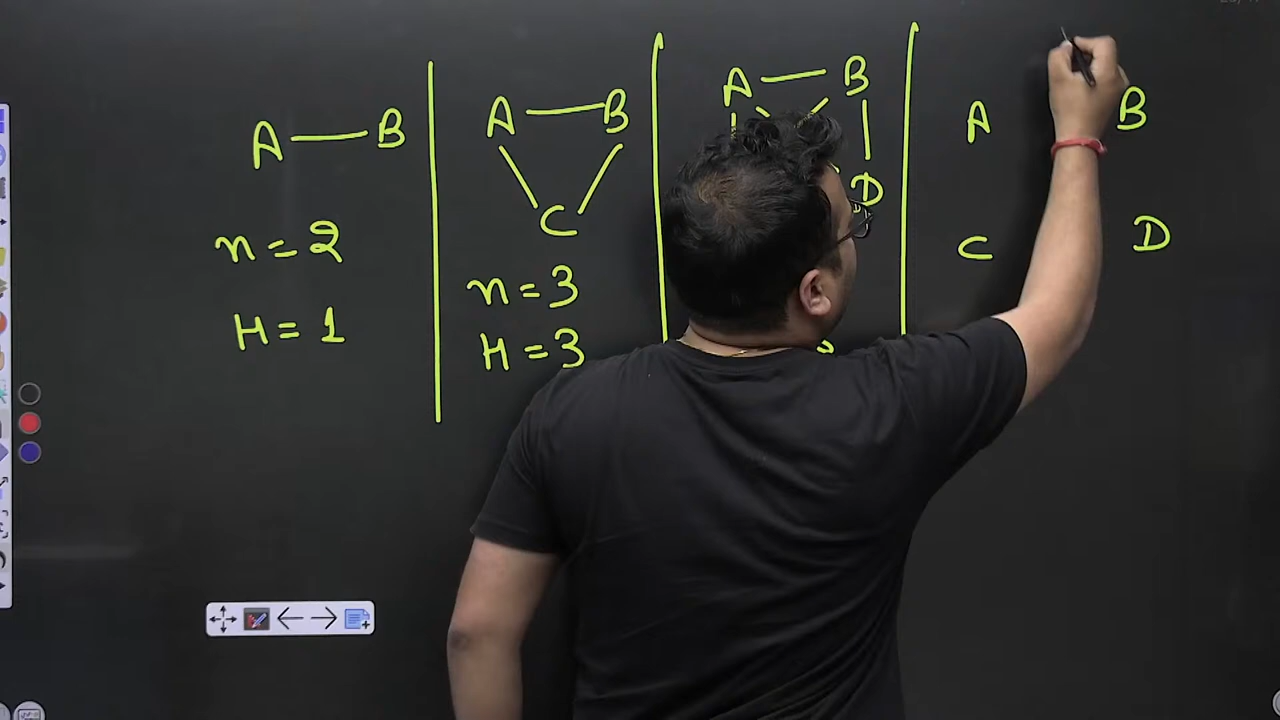 A — B
n = 2
H = 1
A — B
C
n = 3
H = 3
A — B
D
A B
C D